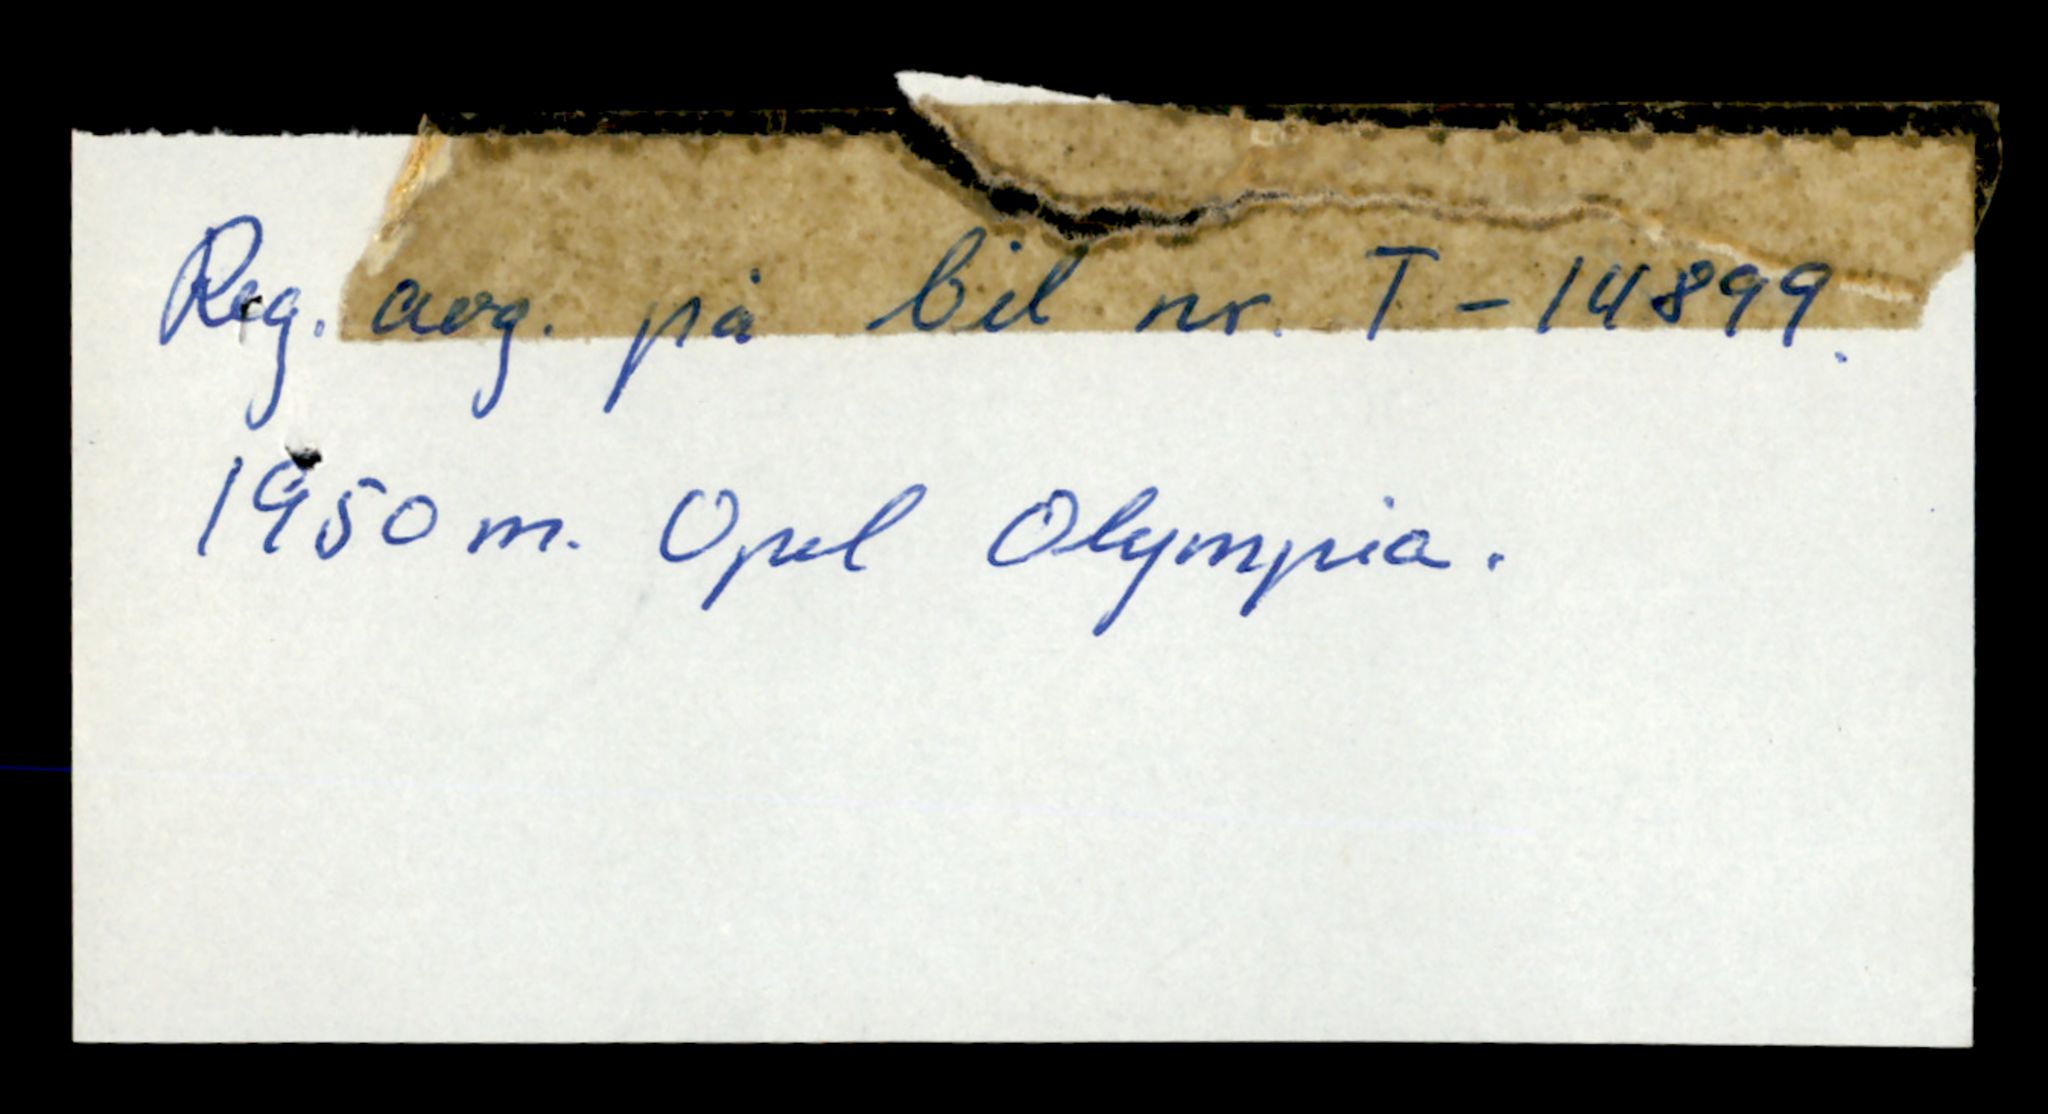 Reg. avg. på bil nr. T - 14899.
1950 m. Opel Olympia.